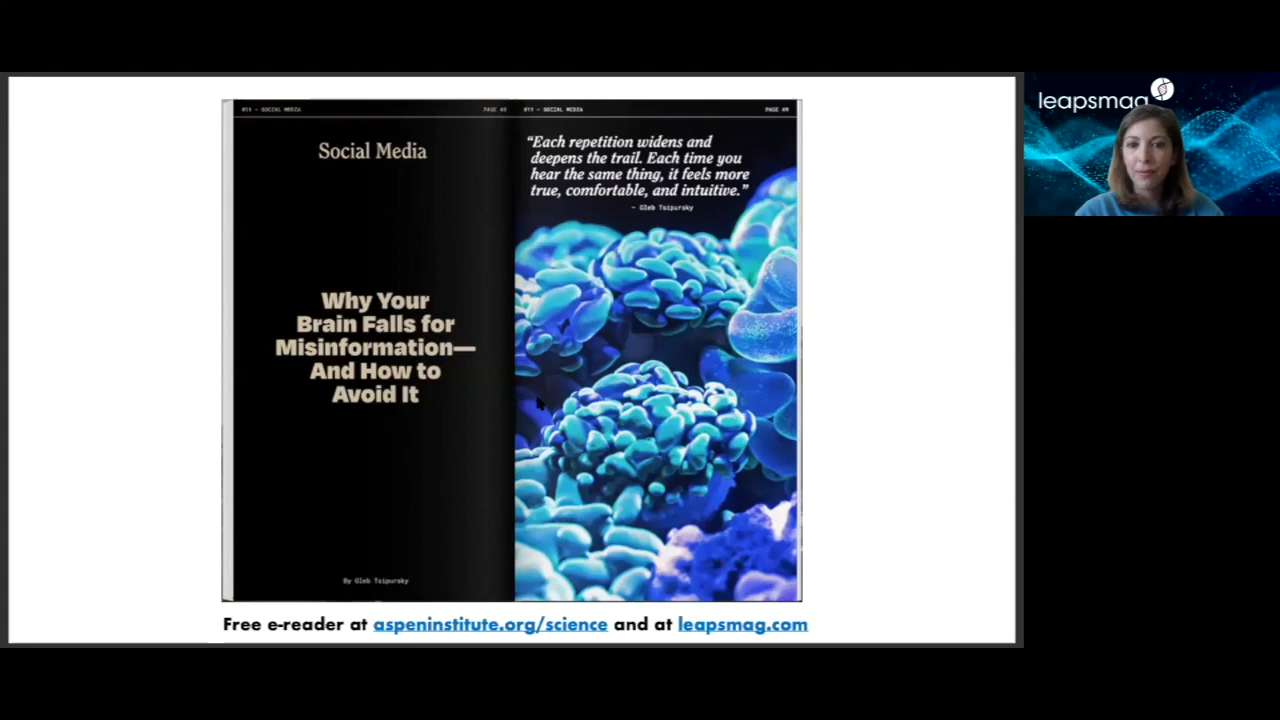 #11 - SOCIAL MEDIA
#11 - SOCIAL MEDIA
Social Media
"Each repetition widens and
deepens the trail. Each time you
hear the same thing, it feels more
true, comfortable, and intuitive."
- Gleb Tsipursky
Why Your
Brain Falls for
Misinformation—
And How to
Avoid It
By Gleb Tsipursky
Free e-reader at aspeninstitute.org/science and at leapsmag.com
leapsmag